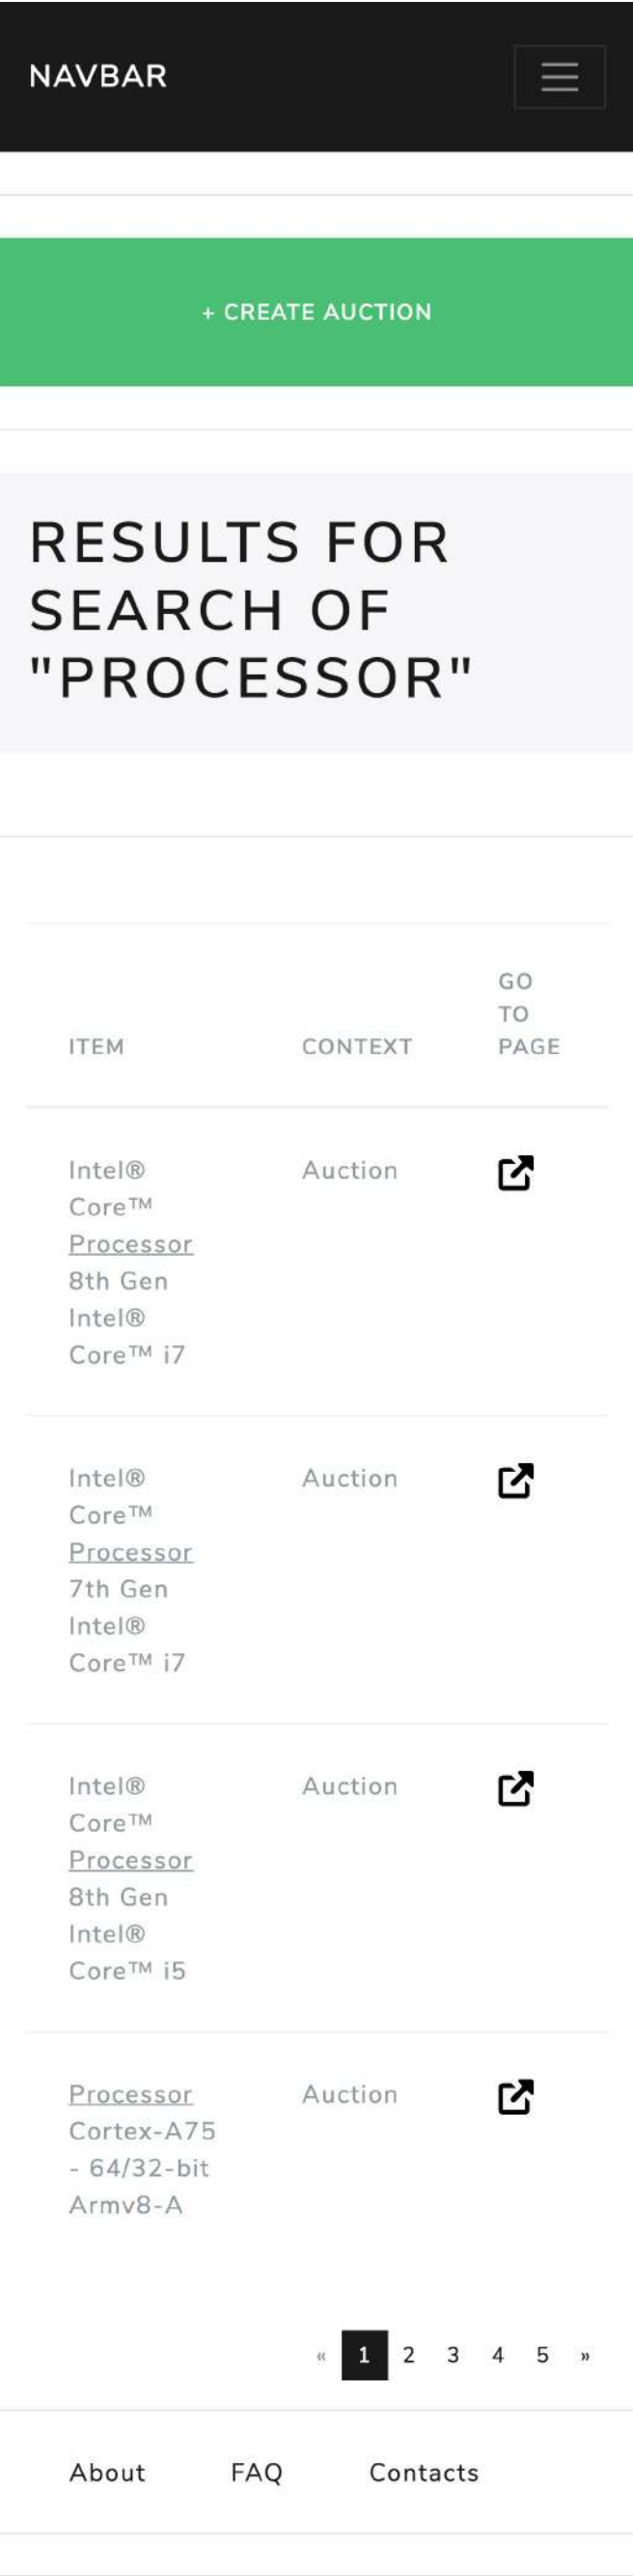 NAVBAR
+ CREATE AUCTION
RESULTS FOR
SEARCH OF
"PROCESSOR"
ITEM CONTEXT GO TO PAGE
Intel® Auction
Core™
Processor
8th Gen
Intel®
Core™ i7
Intel® Auction
Core™
Processor
7th Gen
Intel®
Core™ i7
Intel® Auction
Core™
Processor
8th Gen
Intel®
Core™ i5
Processor Auction
Cortex-A75
- 64/32-bit
Armv8-A
« 1 2 3 4 5 »
About FAQ Contacts